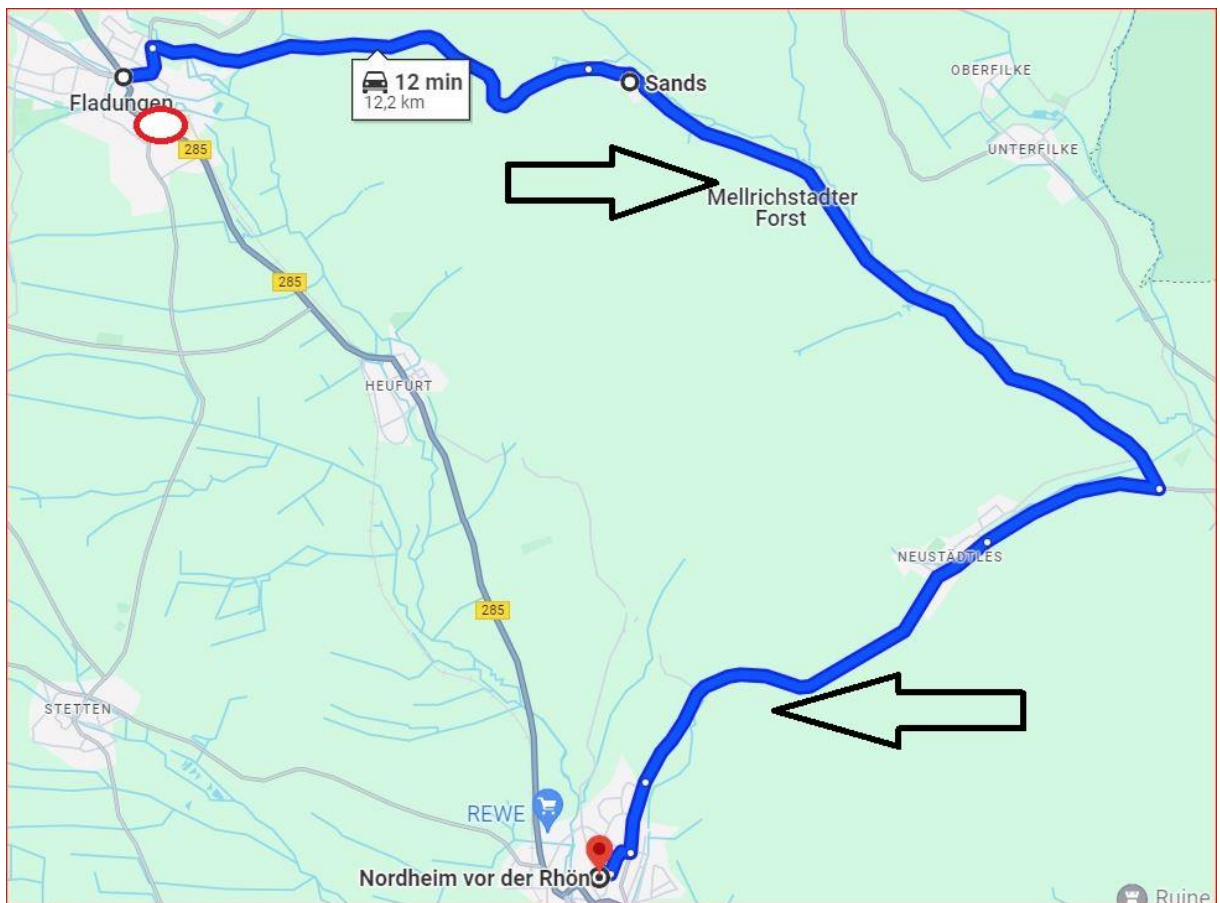 OBERFILKE
12 min
12,2 km
Sands
Fladungen
285
UNTERFILKE
Mellrichstadter
Forst
285
HEUFURT
NEUSTÄDTLES
285
STETTEN
REWE
Nordheim vor der Rhön
Ruine